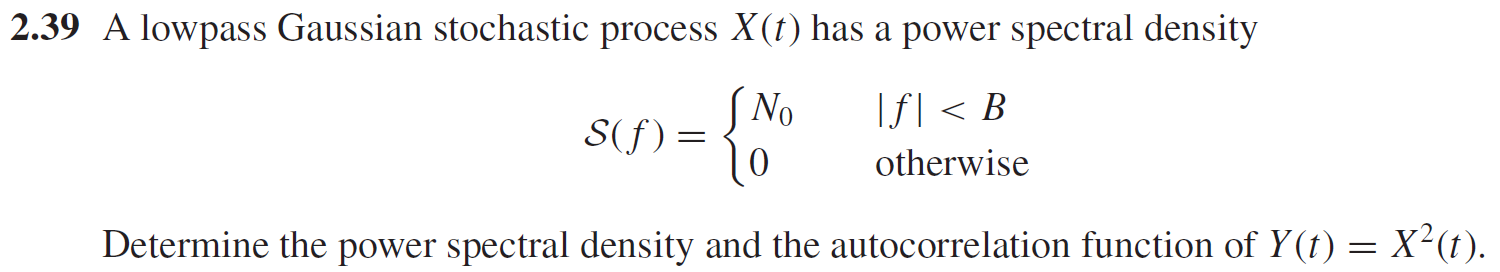 2.39 A lowpass Gaussian stochastic process X(t) has a power spectral density
𝒮(f) = { N₀ |f| < B
0 otherwise
Determine the power spectral density and the autocorrelation function of Y(t) = X²(t).